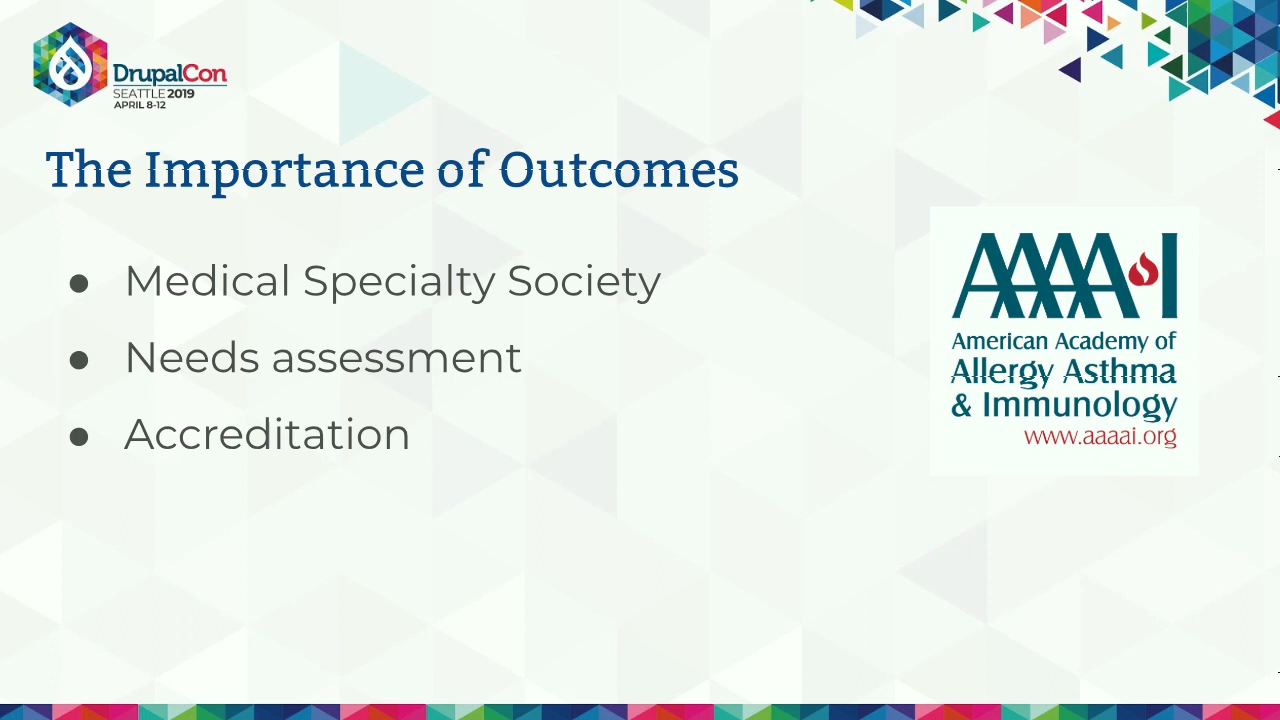 DrupalCon
SEATTLE 2019
APRIL 8-12
The Importance of Outcomes
● Medical Specialty Society
● Needs assessment
● Accreditation
AAAAI
American Academy of
Allergy Asthma
& Immunology
www.aaaai.org